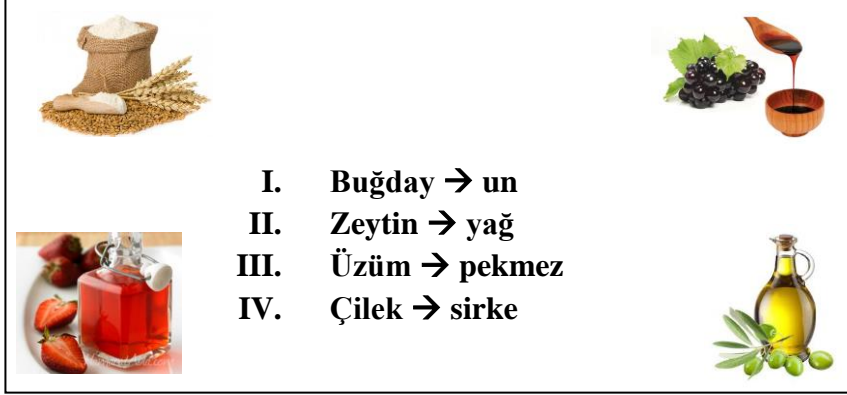 I. Buğday → un
II. Zeytin → yağ
III. Üzüm → pekmez
IV. Çilek → sirke